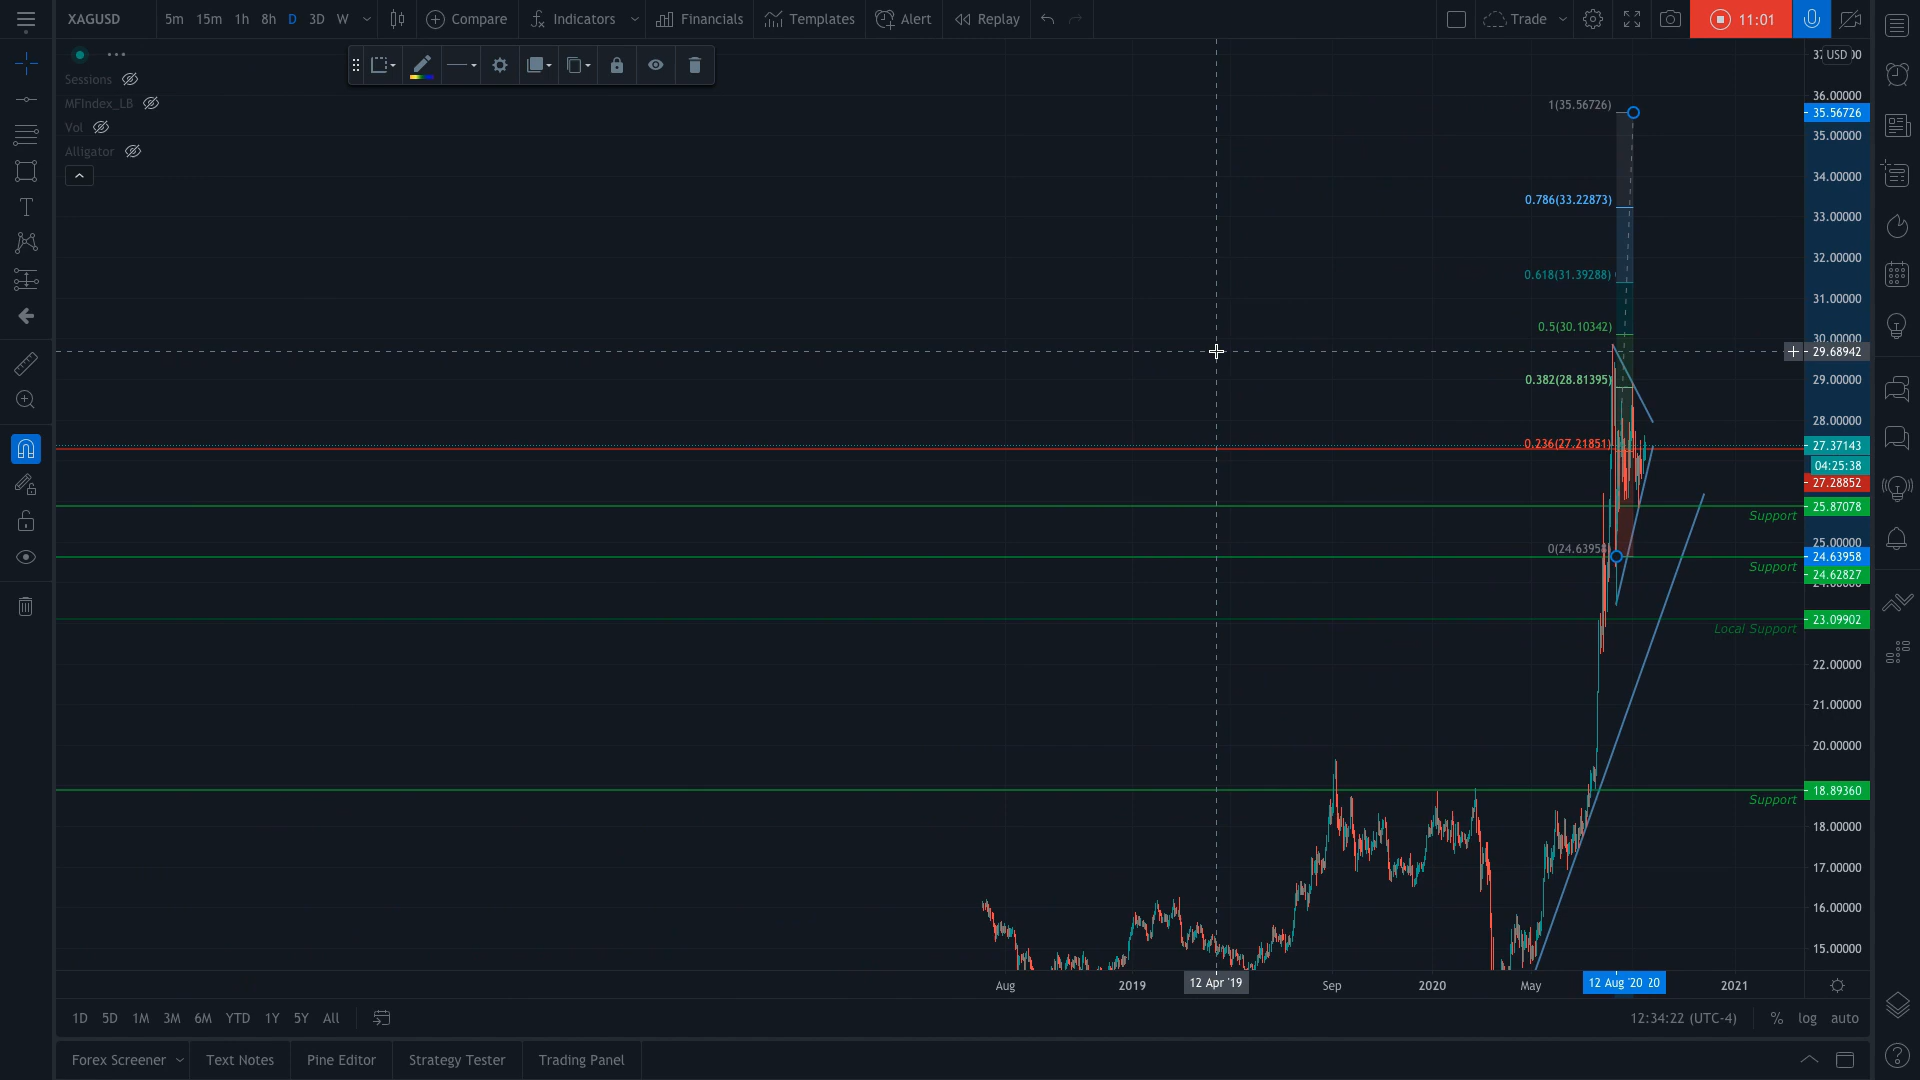 XAGUSD 5m 15m 1h 8h D 3D W Compare Indicators Financials Templates Alert Replay Trade 11:01
Sessions
MFIndex_LB
Vol
Alligator
USD
36.00000
35.56726
35.00000
34.00000
33.00000
32.00000
31.00000
30.00000
29.68942
29.00000
28.00000
27.37143
04:25:38
27.28852
25.87078
25.00000
24.63958
24.62827
23.09902
22.00000
21.00000
20.00000
18.89360
18.00000
17.00000
16.00000
15.00000
1(35.56726)
0.786(33.22873)
0.618(31.39288)
0.5(30.10342)
0.382(28.81395)
0.236(27.21851)
0(24.63958)
Support
Support
Local Support
Support
Aug 2019 12 Apr '19 Sep 2020 May 12 Aug '20 20 2021
1D 5D 1M 3M 6M YTD 1Y 5Y All 12:34:22 (UTC-4) % log auto
Forex Screener Text Notes Pine Editor Strategy Tester Trading Panel